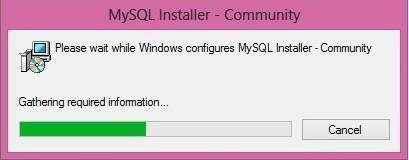 MySQL Installer - Community
Please wait while Windows configures MySQL Installer - Community
Gathering required information...
Cancel